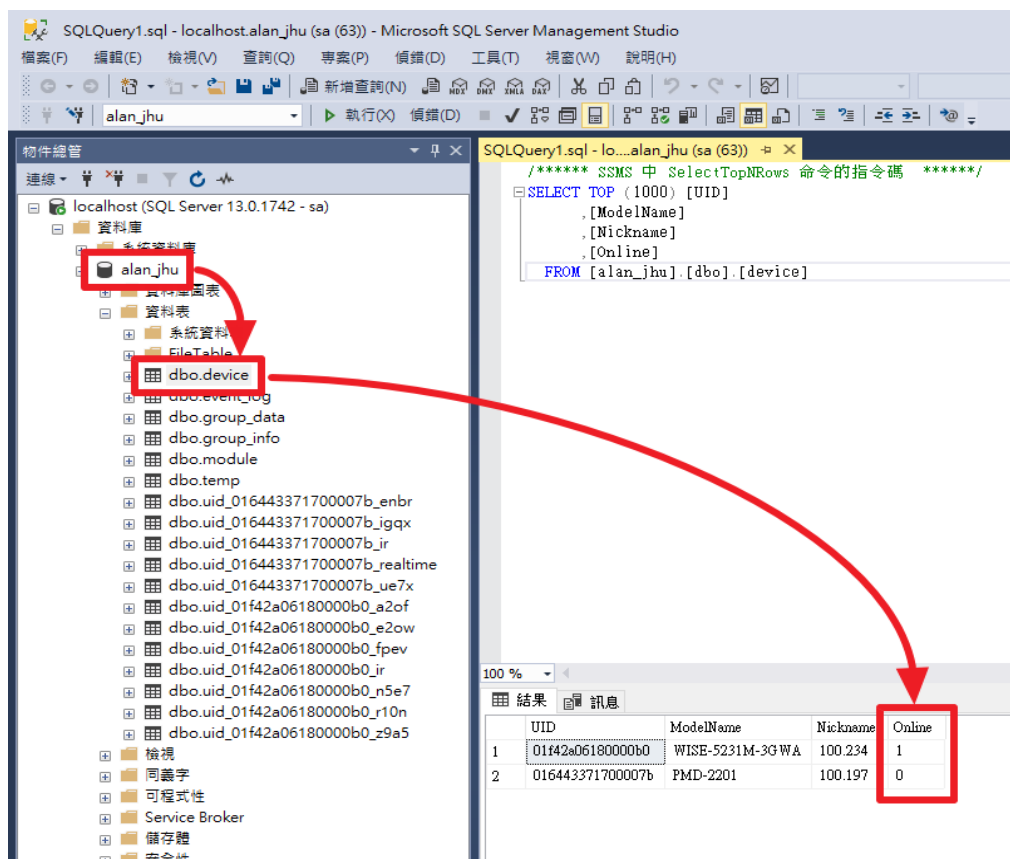 SQLQuery1.sql - localhost.alan_jhu (sa (63)) - Microsoft SQL Server Management Studio
檔案(F) 編輯(E) 檢視(V) 查詢(Q) 專案(P) 偵錯(D) 工具(T) 視窗(W) 說明(H)
新增查詢(N) MDX DMX XMLA DAX
alan_jhu 執行(X) 偵錯(D)
物件總管
連線
localhost (SQL Server 13.0.1742 - sa)
資料庫
系統資料庫
alan_jhu
資料庫圖表
資料表
系統資料
FileTable
dbo.device
dbo.event_log
dbo.group_data
dbo.group_info
dbo.module
dbo.temp
dbo.uid_016443371700007b_enbr
dbo.uid_016443371700007b_igqx
dbo.uid_016443371700007b_ir
dbo.uid_016443371700007b_realtime
dbo.uid_016443371700007b_ue7x
dbo.uid_01f42a06180000b0_a2of
dbo.uid_01f42a06180000b0_e2ow
dbo.uid_01f42a06180000b0_fpev
dbo.uid_01f42a06180000b0_ir
dbo.uid_01f42a06180000b0_n5e7
dbo.uid_01f42a06180000b0_r10n
dbo.uid_01f42a06180000b0_z9a5
檢視
同義字
可程式性
Service Broker
儲存體
安全性
SQLQuery1.sql - lo....alan_jhu (sa (63))
/****** SSMS 中 SelectTopNRows 命令的指令碼 ******/
SELECT TOP (1000) [UID]
,[ModelName]
,[Nickname]
,[Online]
FROM [alan_jhu].[dbo].[device]
100 %
結果 訊息
UID ModelName Nickname Online
1 01f42a06180000b0 WISE-5231M-3GWA 100.234 1
2 016443371700007b PMD-2201 100.197 0